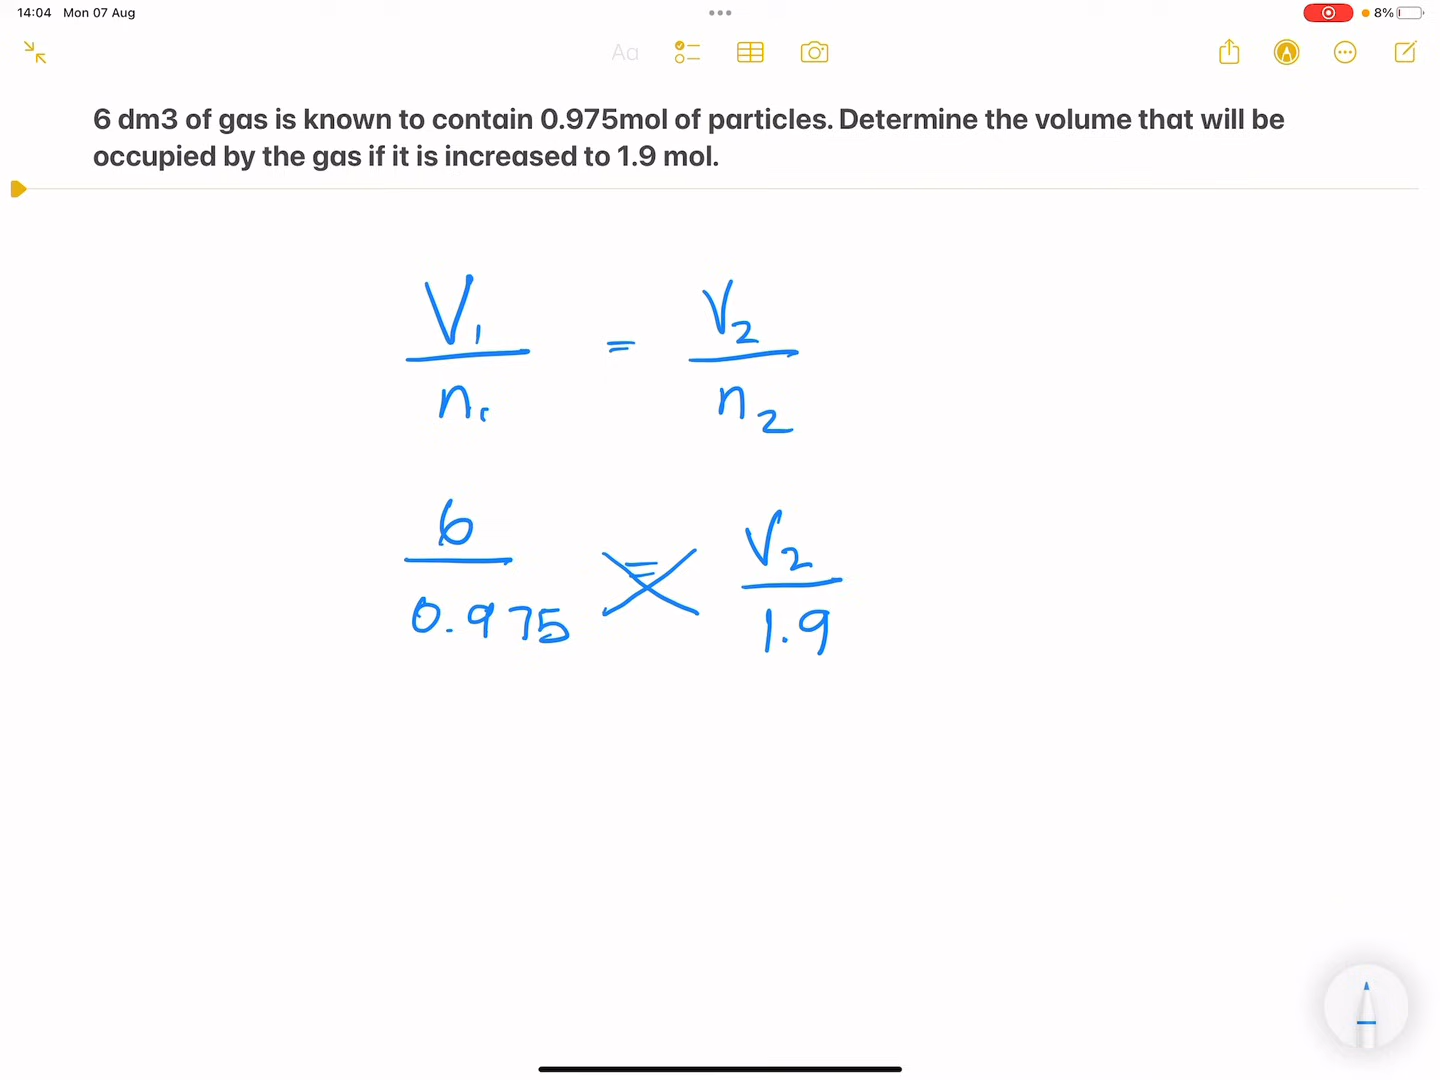 14:04 Mon 07 Aug
8%
Aa
6 dm3 of gas is known to contain 0.975mol of particles. Determine the volume that will be
occupied by the gas if it is increased to 1.9 mol.
V₁/n₁ = V₂/n₂
6/0.975 = V₂/1.9